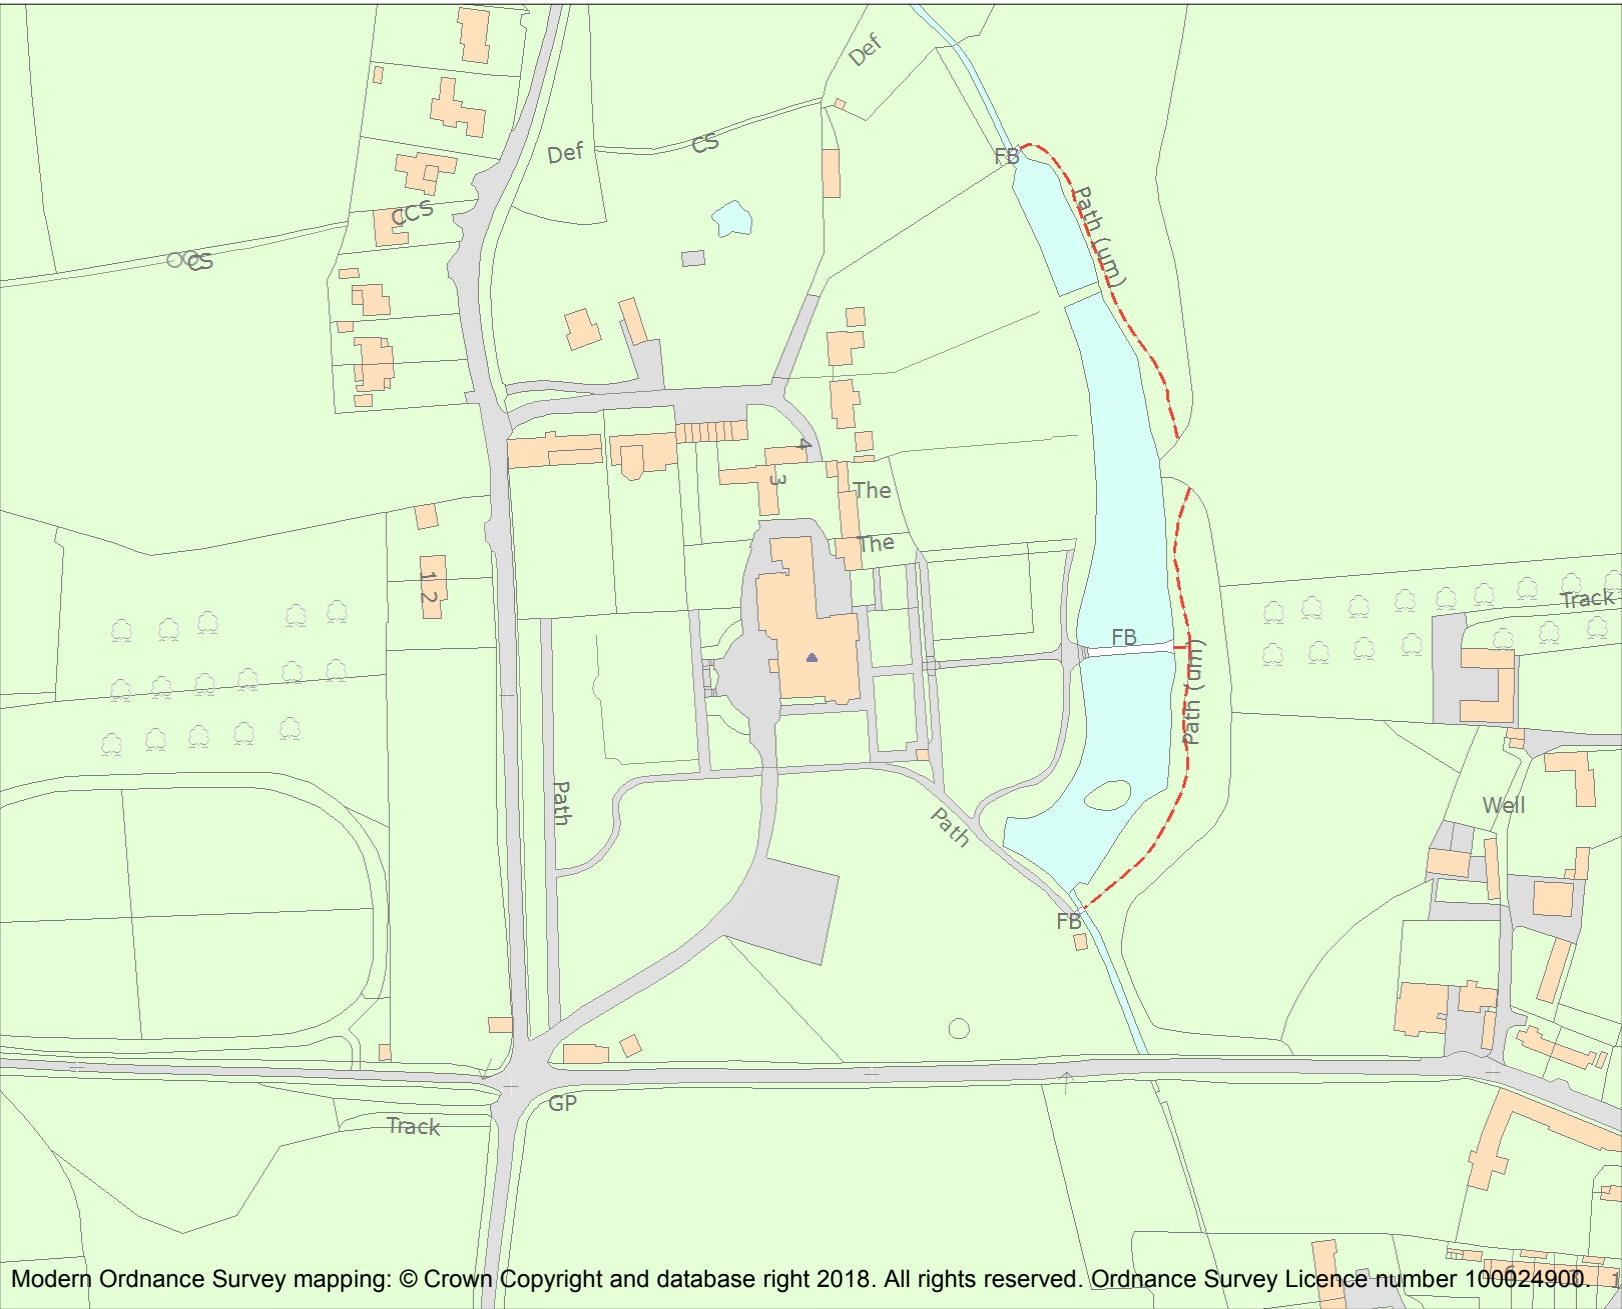 Def
CS
Def
FB
Path (um)
CCS
CS
4
3
The
The
1
2
Track
FB
Path (um)
Path
Path
Well
FB
GP
Track
Modern Ordnance Survey mapping: © Crown Copyright and database right 2018. All rights reserved. Ordnance Survey Licence number 100024900.